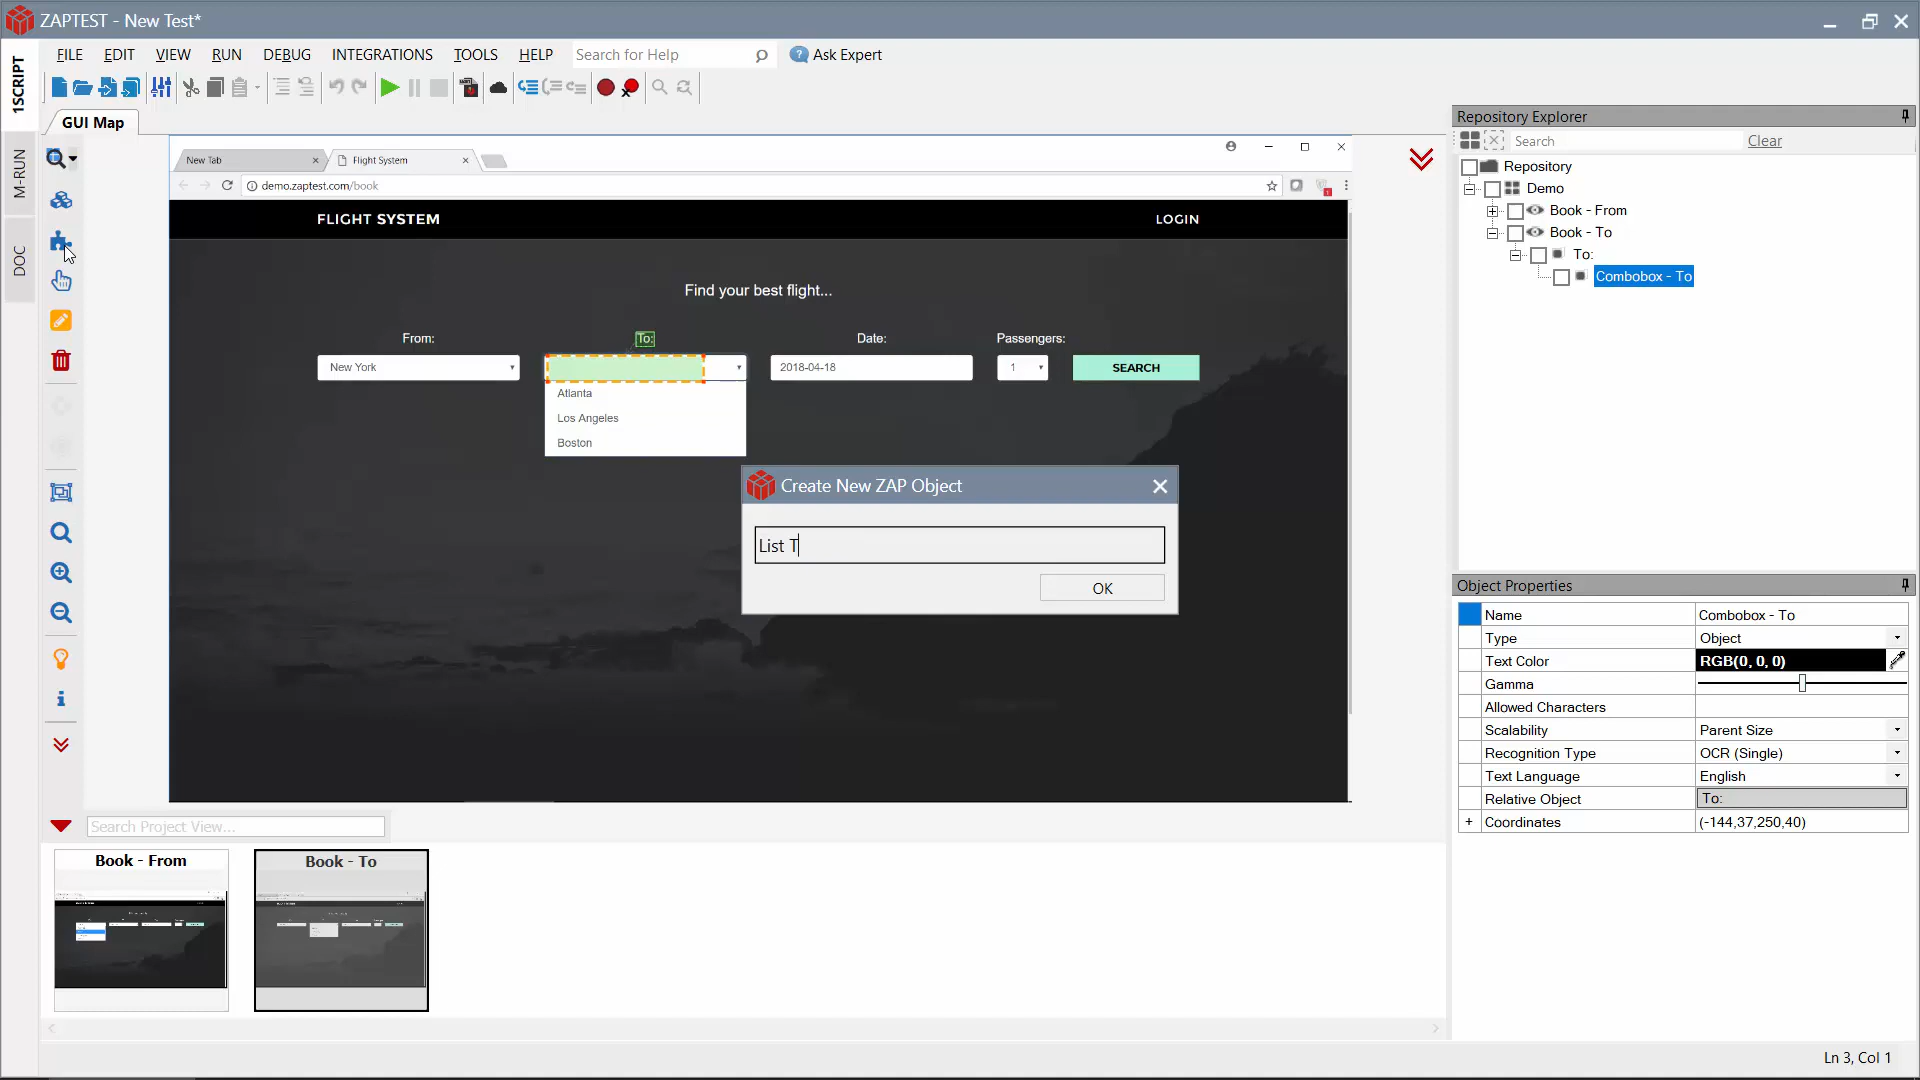 ZAPTEST - New Test*
1SCRIPT
M-RUN
DOC
FILE EDIT VIEW RUN DEBUG INTEGRATIONS TOOLS HELP Search for Help ? Ask Expert
GUI Map
New Tab
Flight System
demo.zaptest.com/book
FLIGHT SYSTEM
LOGIN
Find your best flight...
From: To: Date: Passengers:
New York 2018-04-18 1 SEARCH
Atlanta
Los Angeles
Boston
Create New ZAP Object
List T
OK
Search Project View...
Book - From
Book - To
Repository Explorer
Search Clear
Repository
Demo
Book - From
Book - To
To:
Combobox - To
Object Properties
Name Combobox - To
Type Object
Text Color RGB(0, 0, 0)
Gamma
Allowed Characters
Scalability Parent Size
Recognition Type OCR (Single)
Text Language English
Relative Object To:
+ Coordinates (-144,37,250,40)
Ln 3, Col 1